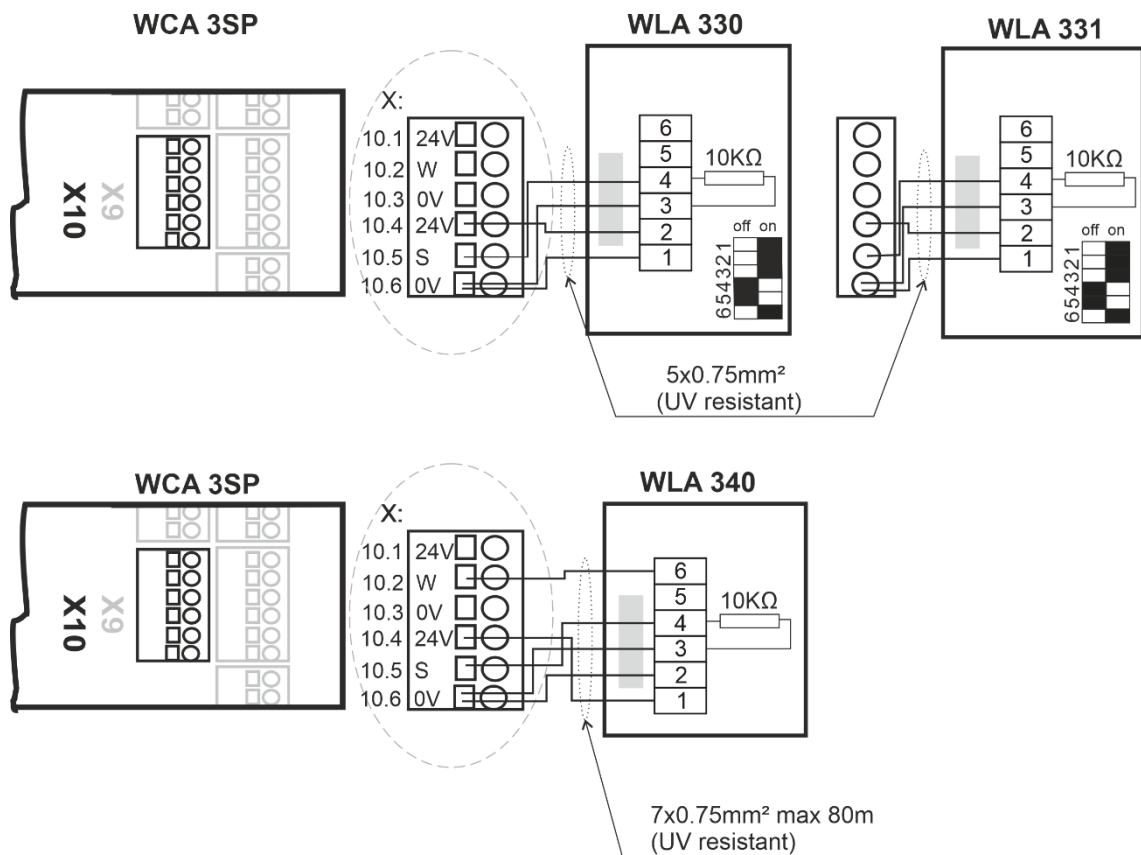 WCA 3SP
WLA 330
WLA 331
X10
X9
X:
10.1 24V
10.2 W
10.3 0V
10.4 24V
10.5 S
10.6 0V
6
5
4
3
2
1
10KΩ
off on
654321
6
5
4
3
2
1
10KΩ
off on
654321
5x0.75mm²
(UV resistant)
WCA 3SP
WLA 340
X10
X9
X:
10.1 24V
10.2 W
10.3 0V
10.4 24V
10.5 S
10.6 0V
6
5
4
3
2
1
10KΩ
7x0.75mm² max 80m
(UV resistant)